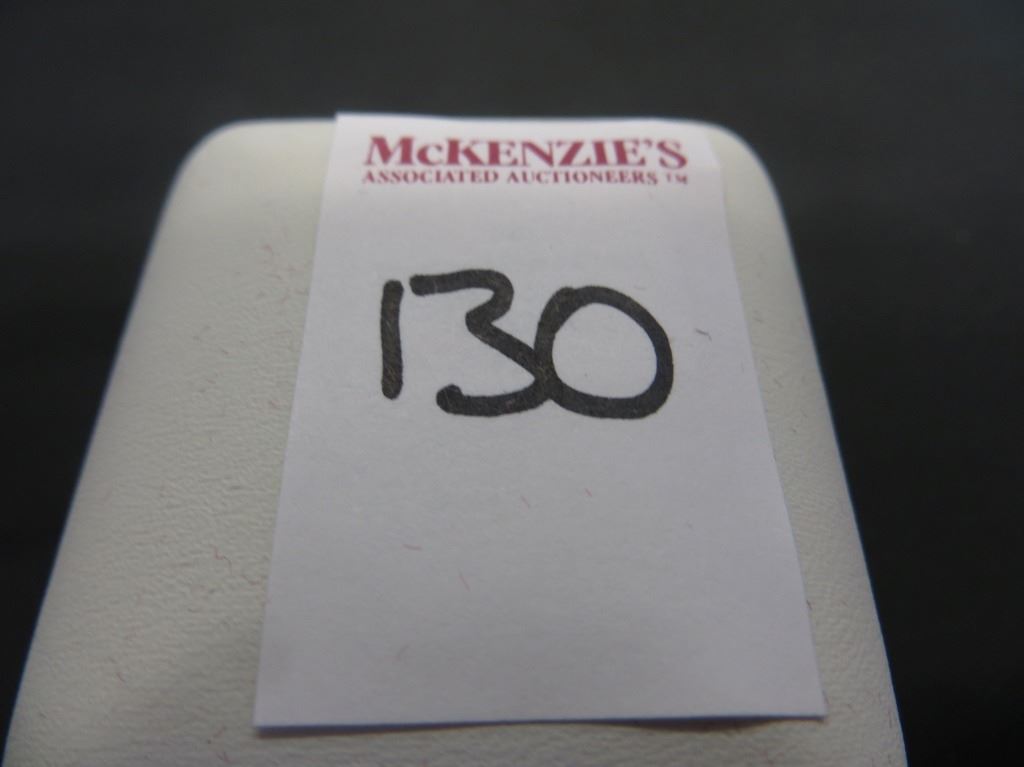 McKENZIE'S
ASSOCIATED AUCTIONEERS ™
130